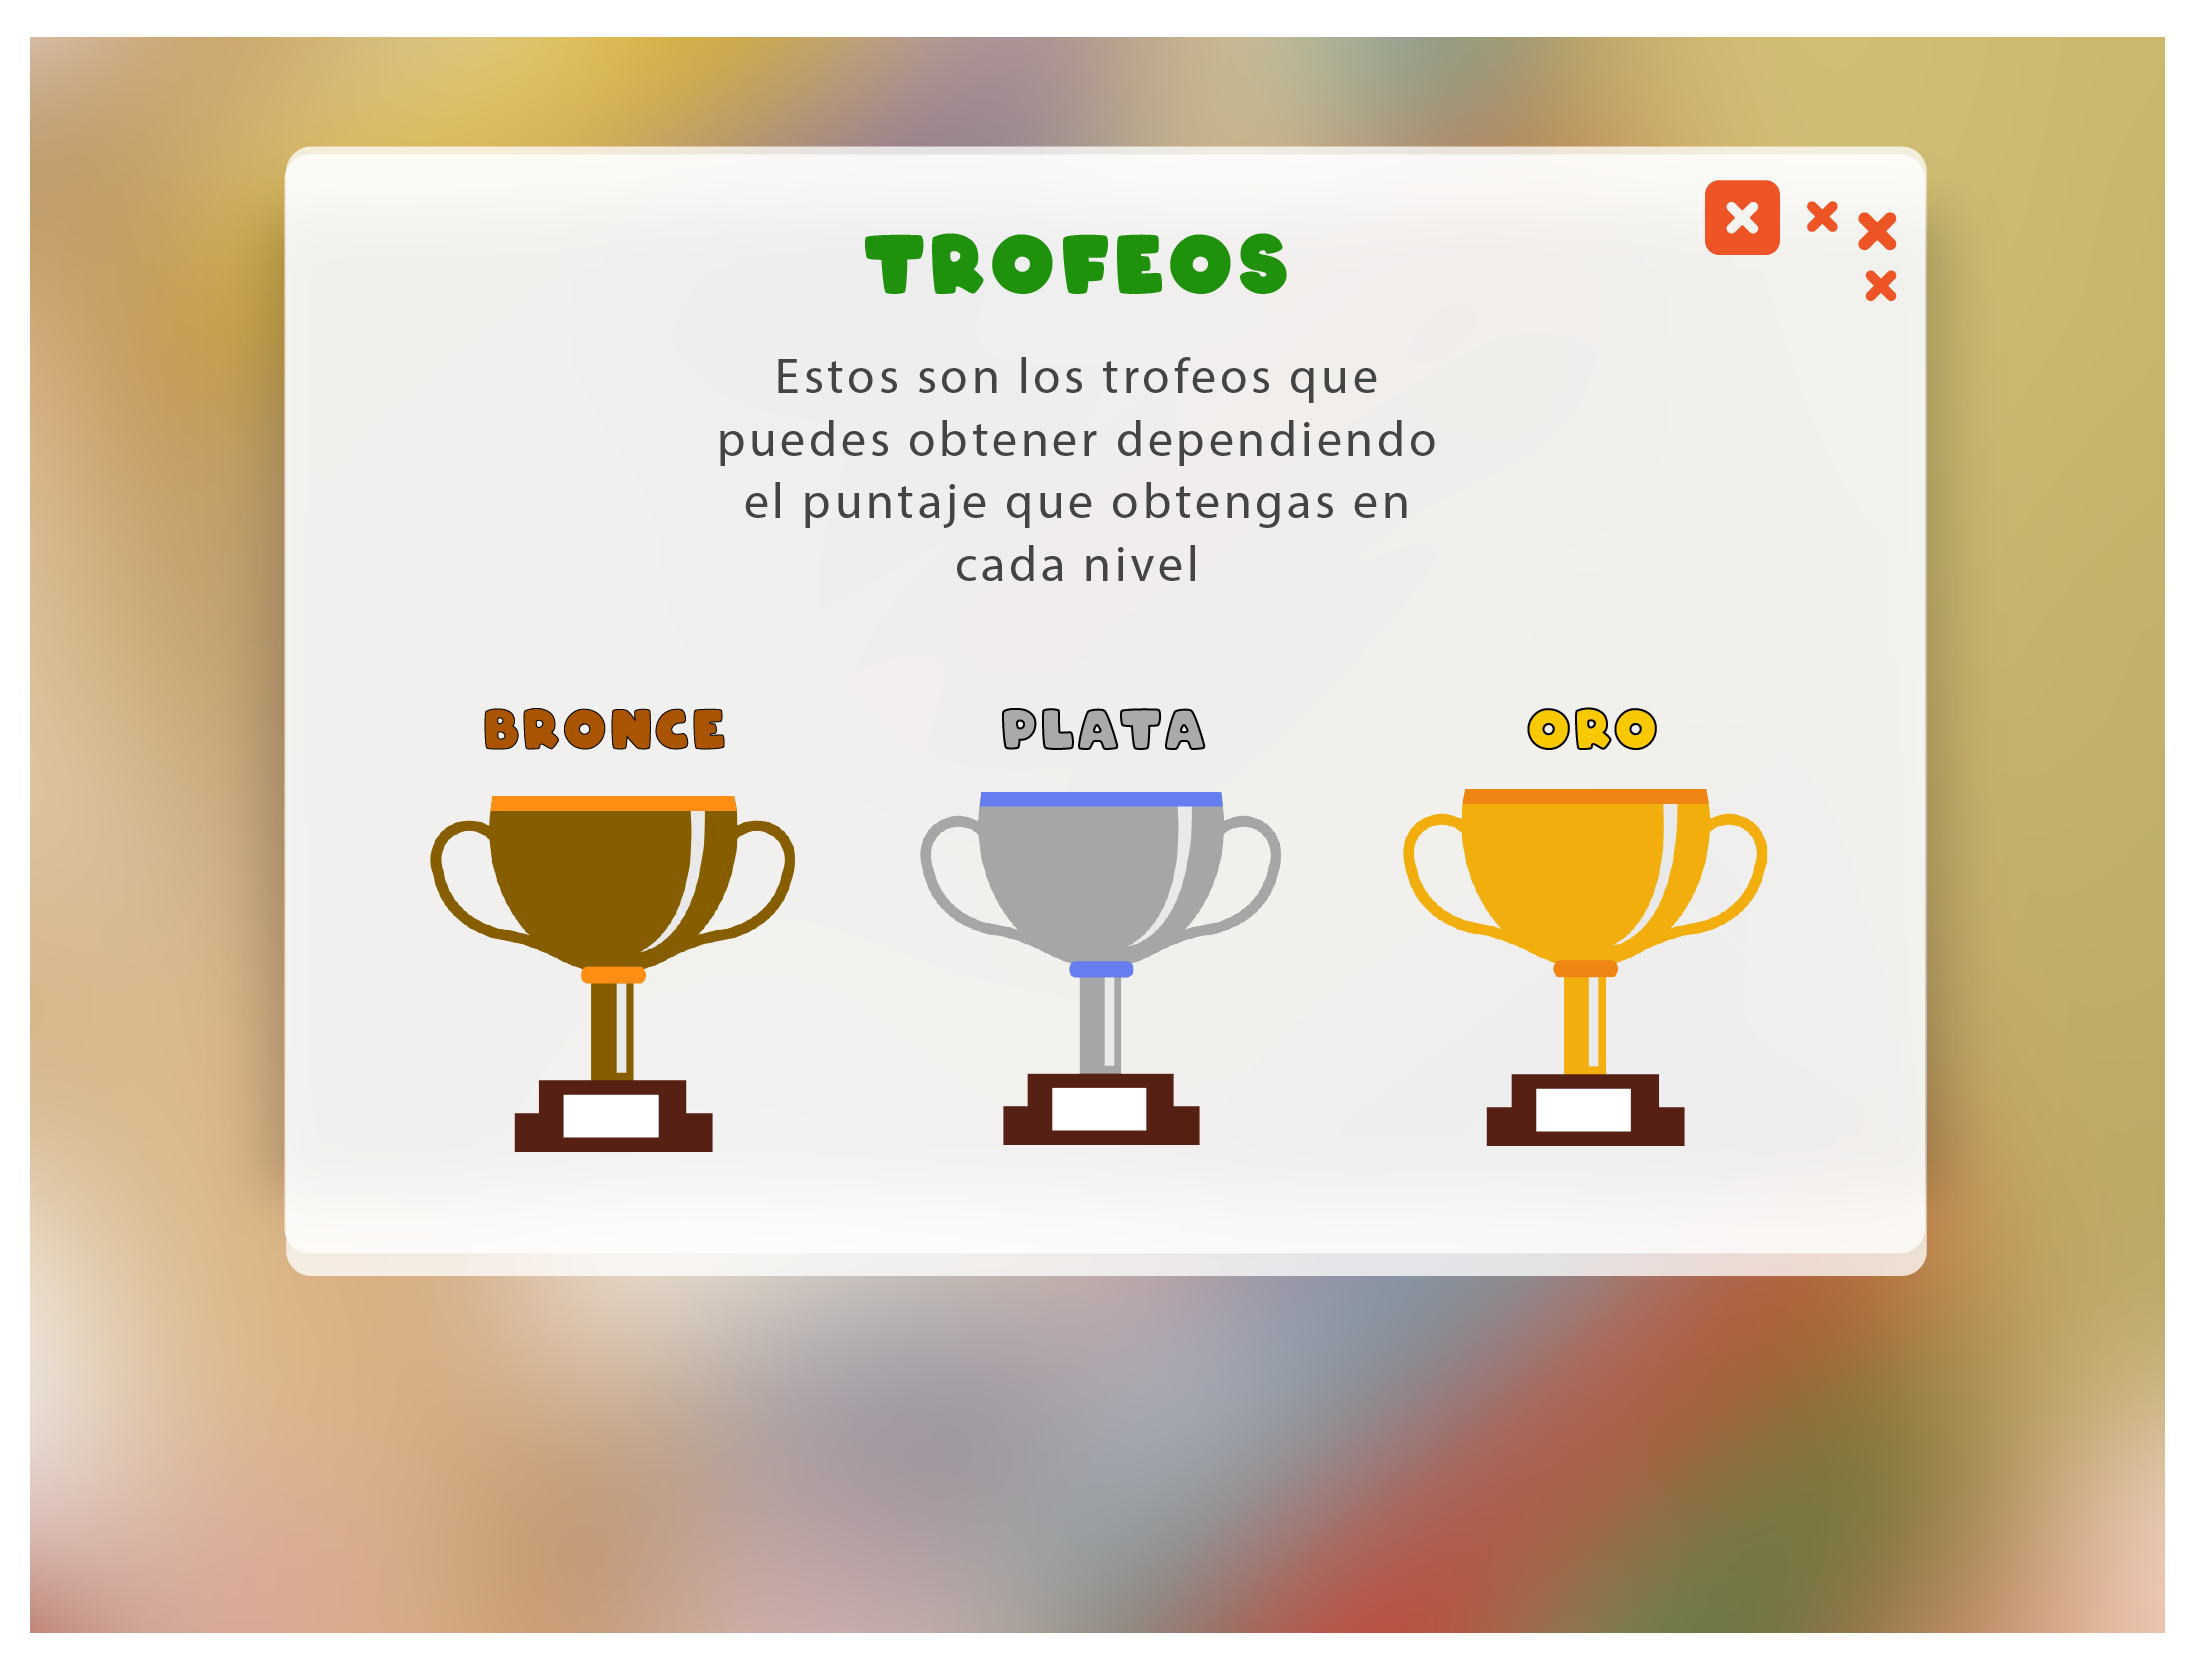 TROFEOS
Estos son los trofeos que
puedes obtener dependiendo
el puntaje que obtengas en
cada nivel
BRONCE
PLATA
ORO